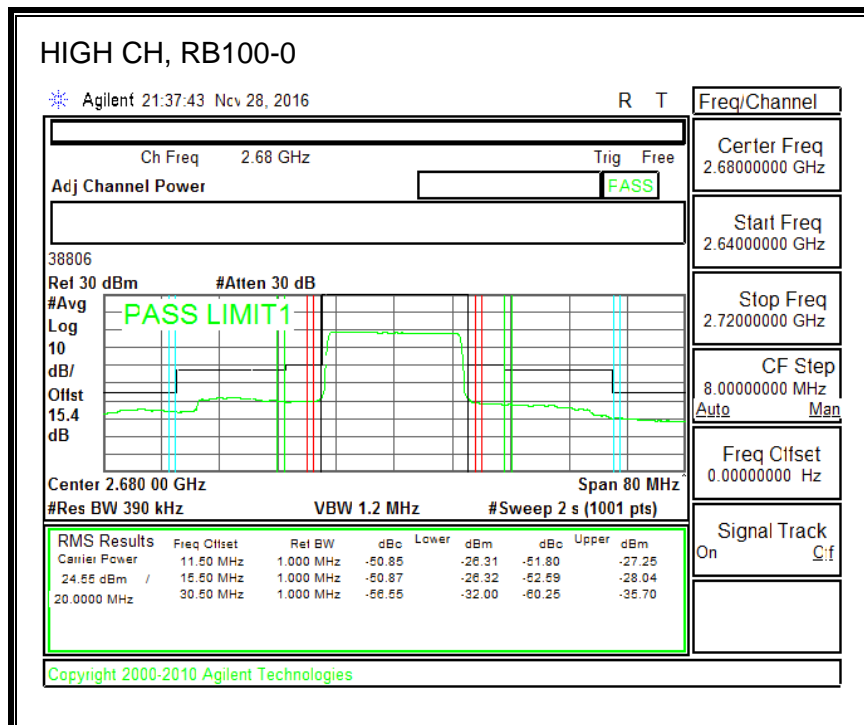 HIGH CH, RB100-0
Agilent 21:37:43 Nov 28, 2016 R T
Freq/Channel
Ch Freq 2.68 GHz Trig Free
Adj Channel Power PASS
Center Freq
2.68000000 GHz
Start Freq
2.64000000 GHz
38806
Ref 30 dBm #Atten 30 dB
#Avg
Log
10
dB/
Offst
15.4
dB
PASS LIMIT1
Stop Freq
2.72000000 GHz
CF Step
8.00000000 MHz
Auto Man
Freq Offset
0.00000000 Hz
Center 2.680 00 GHz Span 80 MHz
#Res BW 390 kHz VBW 1.2 MHz #Sweep 2 s (1001 pts)
Signal Track
On Off
RMS Results Freq Offset Ref BW dBc Lower dBm dBc Upper dBm
Carrier Power 11.50 MHz 1.000 MHz -50.85 -26.31 -51.80 -27.25
24.55 dBm / 15.50 MHz 1.000 MHz -50.87 -26.32 -52.59 -28.04
20.0000 MHz 30.50 MHz 1.000 MHz -56.55 -32.00 -60.25 -35.70
Copyright 2000-2010 Agilent Technologies